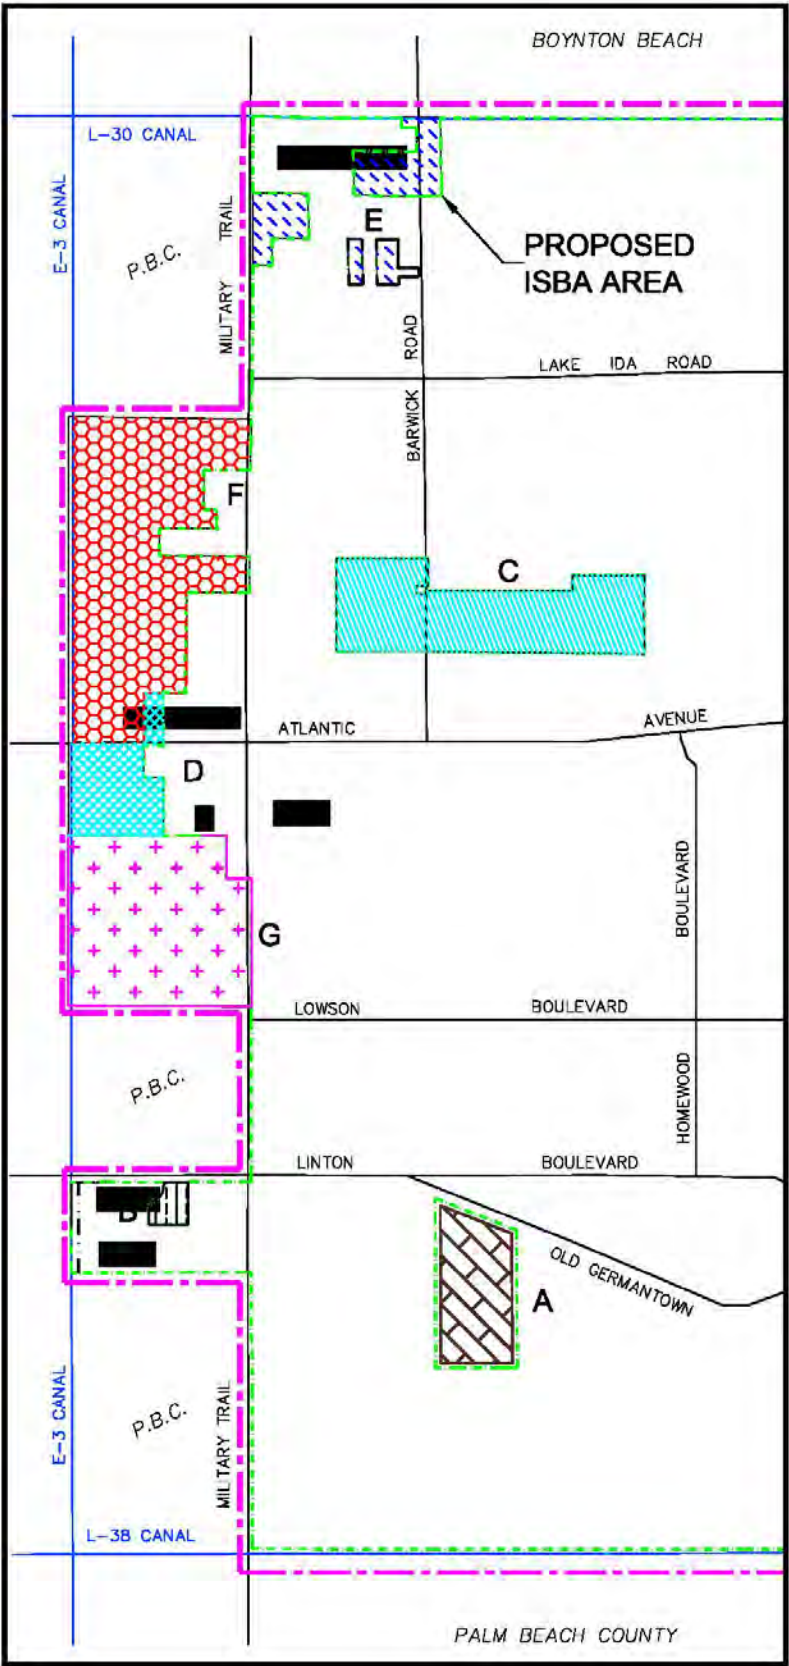 BOYNTON BEACH
L-30 CANAL
E-3 CANAL
P.B.C.
MILITARY TRAIL
E
PROPOSED
ISBA AREA
LAKE IDA ROAD
BARWICK ROAD
F
C
ATLANTIC AVENUE
D
G
BOULEVARD
HOMEWOOD
LOWSON BOULEVARD
P.B.C.
LINTON BOULEVARD
OLD GERMANTOWN
A
P.B.C.
E-3 CANAL
MILITARY TRAIL
L-38 CANAL
PALM BEACH COUNTY